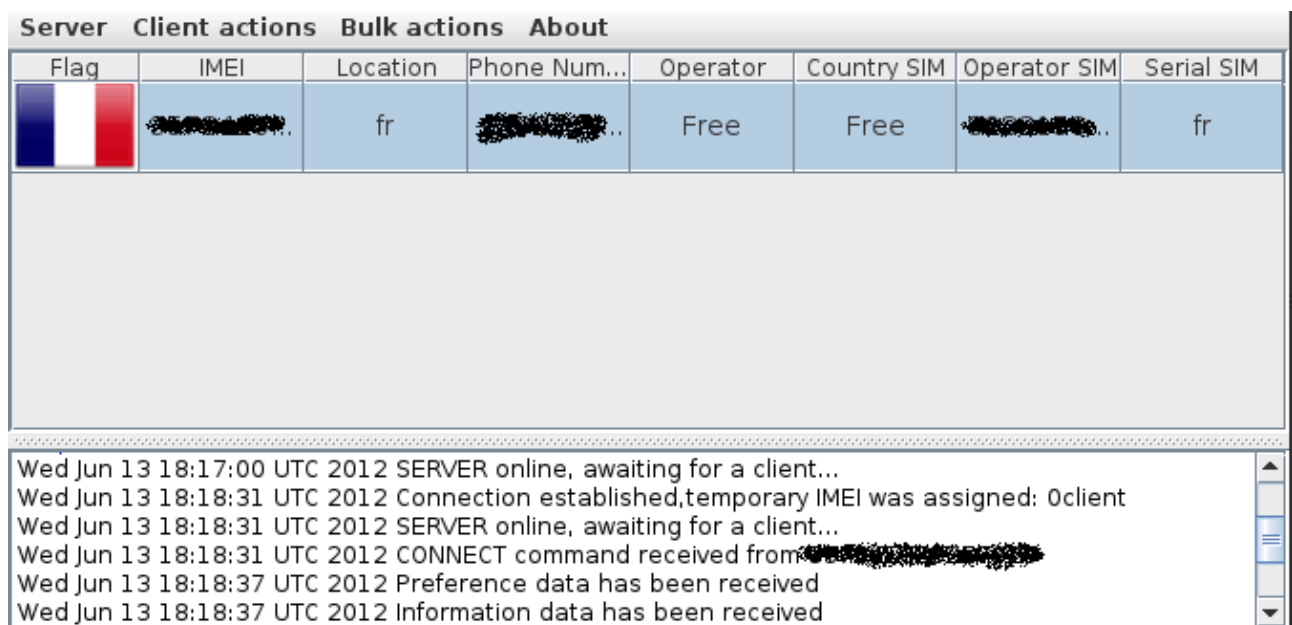 Server Client actions Bulk actions About
Flag IMEI Location Phone Num... Operator Country SIM Operator SIM Serial SIM
fr Free Free fr
Wed Jun 13 18:17:00 UTC 2012 SERVER online, awaiting for a client...
Wed Jun 13 18:18:31 UTC 2012 Connection established,temporary IMEI was assigned: 0client
Wed Jun 13 18:18:31 UTC 2012 SERVER online, awaiting for a client...
Wed Jun 13 18:18:31 UTC 2012 CONNECT command received from
Wed Jun 13 18:18:37 UTC 2012 Preference data has been received
Wed Jun 13 18:18:37 UTC 2012 Information data has been received